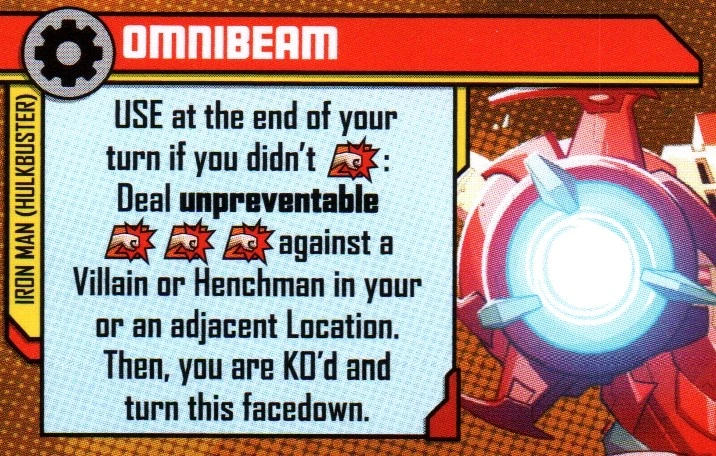 OMNIBEAM
IRON MAN (HULKBUSTER)
USE at the end of your
turn if you didn't :
Deal unpreventable
against a
Villain or Henchman in your
or an adjacent Location.
Then, you are KO'd and
turn this facedown.